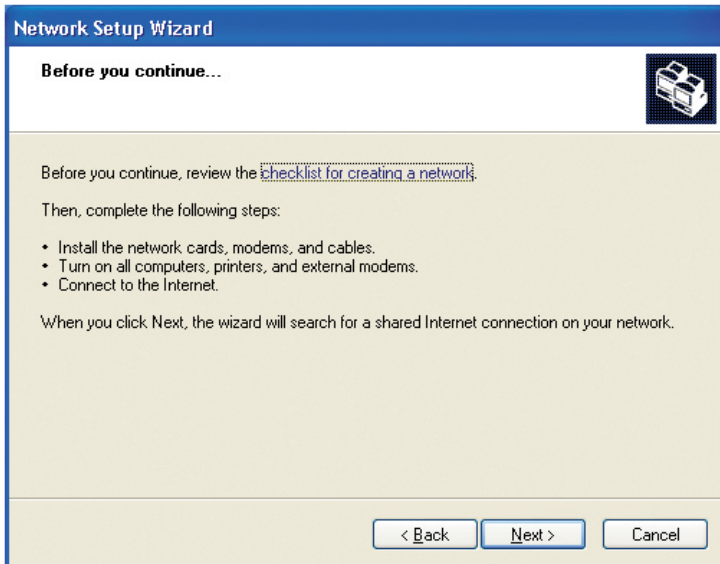 Network Setup Wizard
Before you continue...
Before you continue, review the checklist for creating a network.
Then, complete the following steps:
• Install the network cards, modems, and cables.
• Turn on all computers, printers, and external modems.
• Connect to the Internet.
When you click Next, the wizard will search for a shared Internet connection on your network.
< Back Next > Cancel